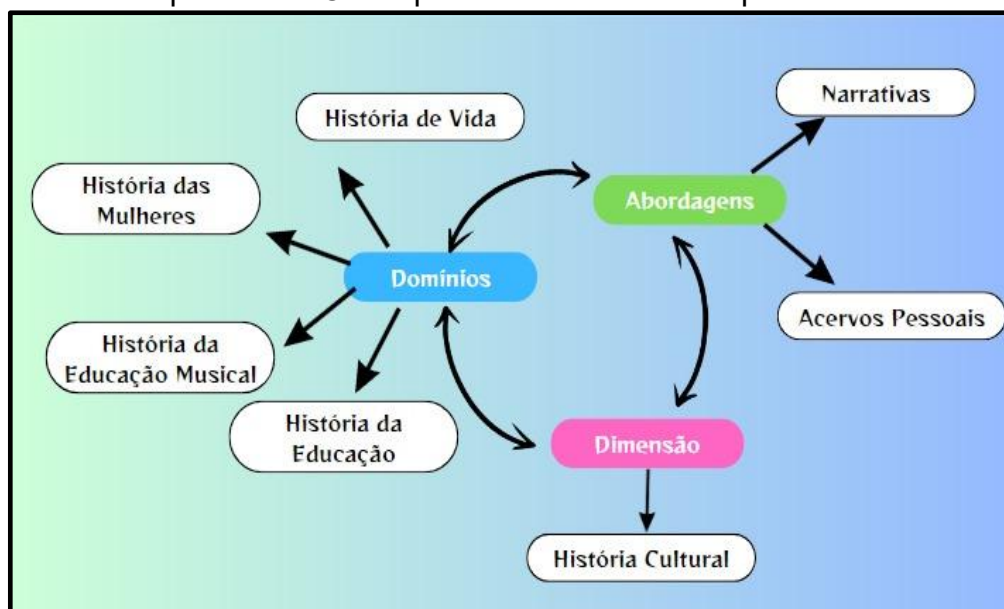 Narrativas
História de Vida
História das
Mulheres
Abordagens
Domínios
Acervos Pessoais
História da
Educação Musical
História da
Educação
Dimensão
História Cultural